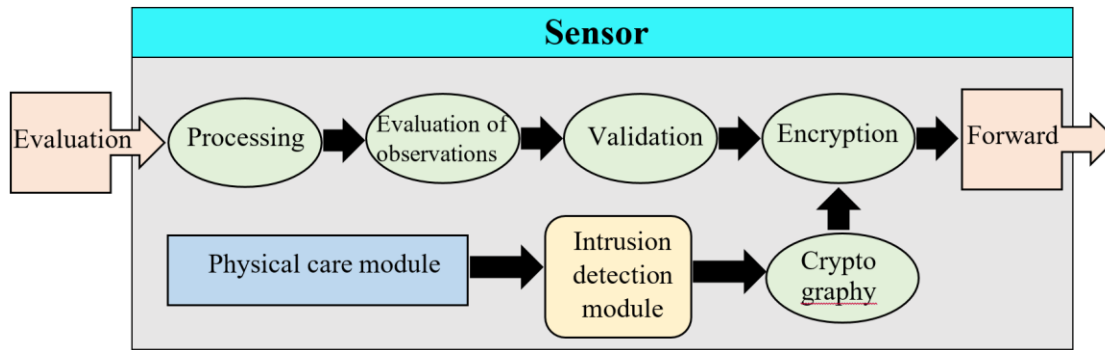 Sensor
Evaluation
Processing
Evaluation of
observations
Validation
Encryption
Forward
Physical care module
Intrusion
detection
module
Crypto
graphy